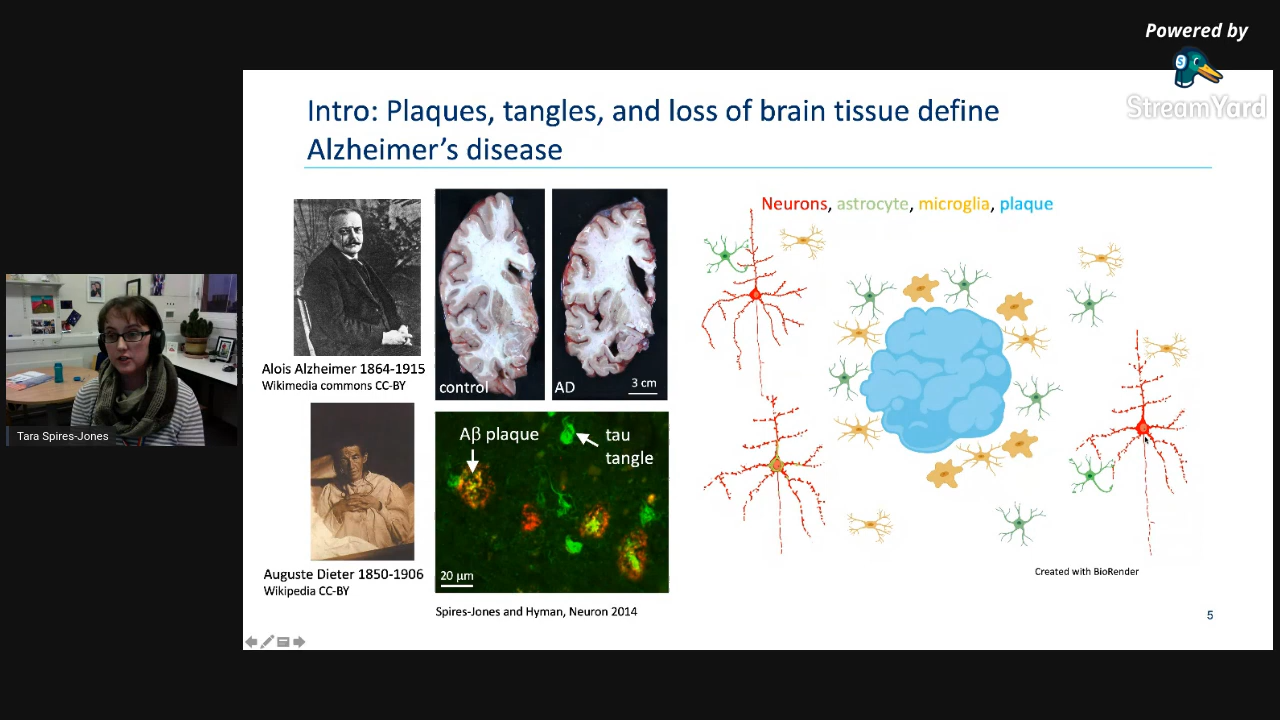 Powered by
StreamYard
Intro: Plaques, tangles, and loss of brain tissue define
Alzheimer’s disease
Alois Alzheimer 1864-1915
Wikimedia commons CC-BY
control
AD
3 cm
Neurons, astrocyte, microglia, plaque
Tara Spires-Jones
Aβ plaque
tau
tangle
20 μm
Auguste Dieter 1850-1906
Wikipedia CC-BY
Spires-Jones and Hyman, Neuron 2014
Created with BioRender
5